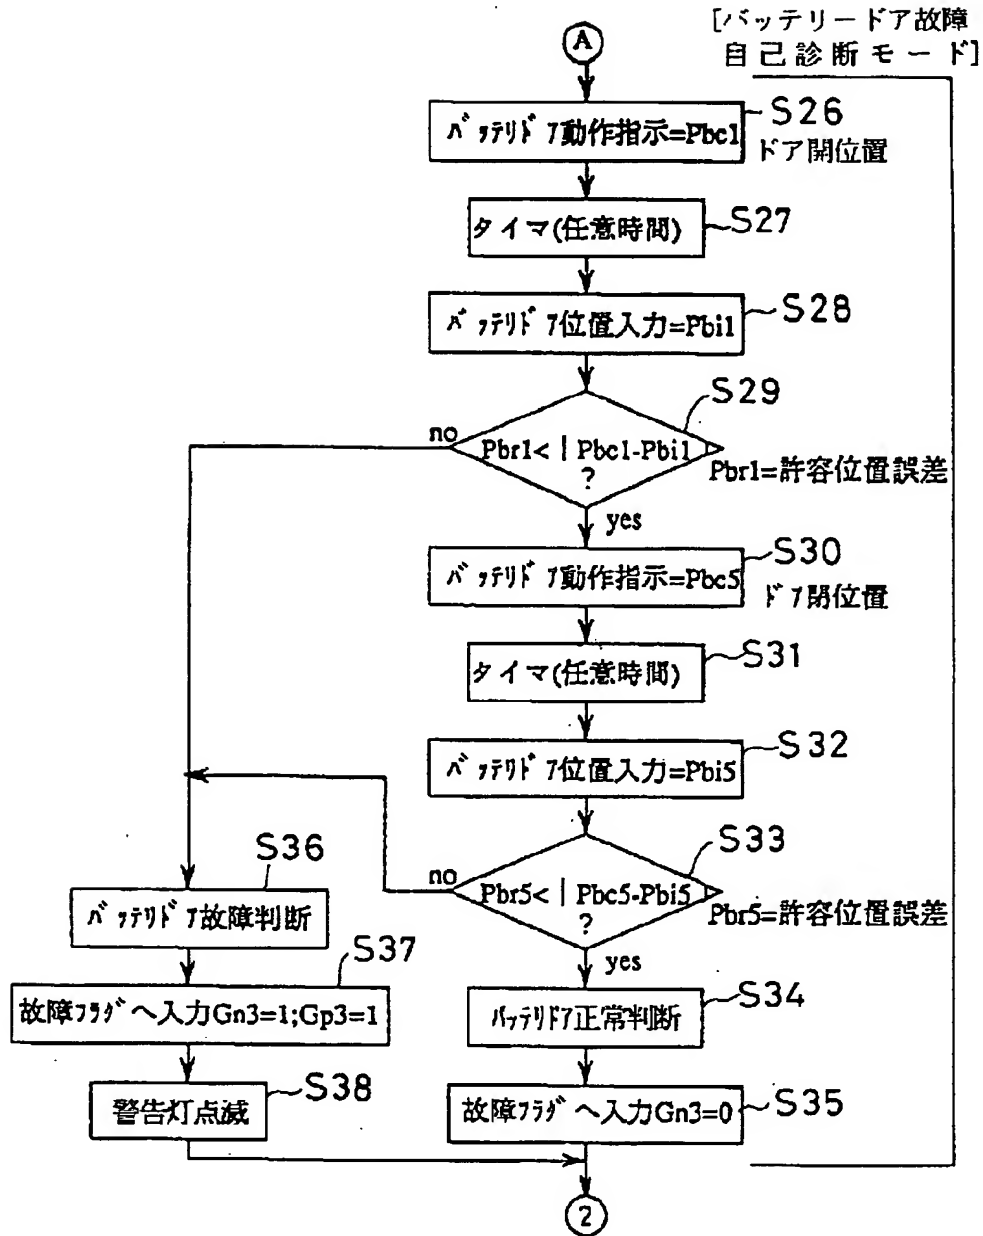 [バッテリードア故障
自己診断モード]
A
バッテリドア動作指示=Pbc1
S26
ドア開位置
タイマ(任意時間)
S27
バッテリドア位置入力=Pbi1
S28
S29
no
Pbr1<|Pbc1-Pbi1|
?
Pbr1=許容位置誤差
yes
バッテリドア動作指示=Pbc5
S30
ドア閉位置
タイマ(任意時間)
S31
バッテリドア位置入力=Pbi5
S32
S33
no
Pbr5<|Pbc5-Pbi5|
?
Pbr5=許容位置誤差
yes
S36
バッテリドア故障判断
S37
故障フラグへ入力Gn3=1;Gp3=1
S38
警告灯点滅
バッテリドア正常判断
S34
故障フラグへ入力Gn3=0
S35
2